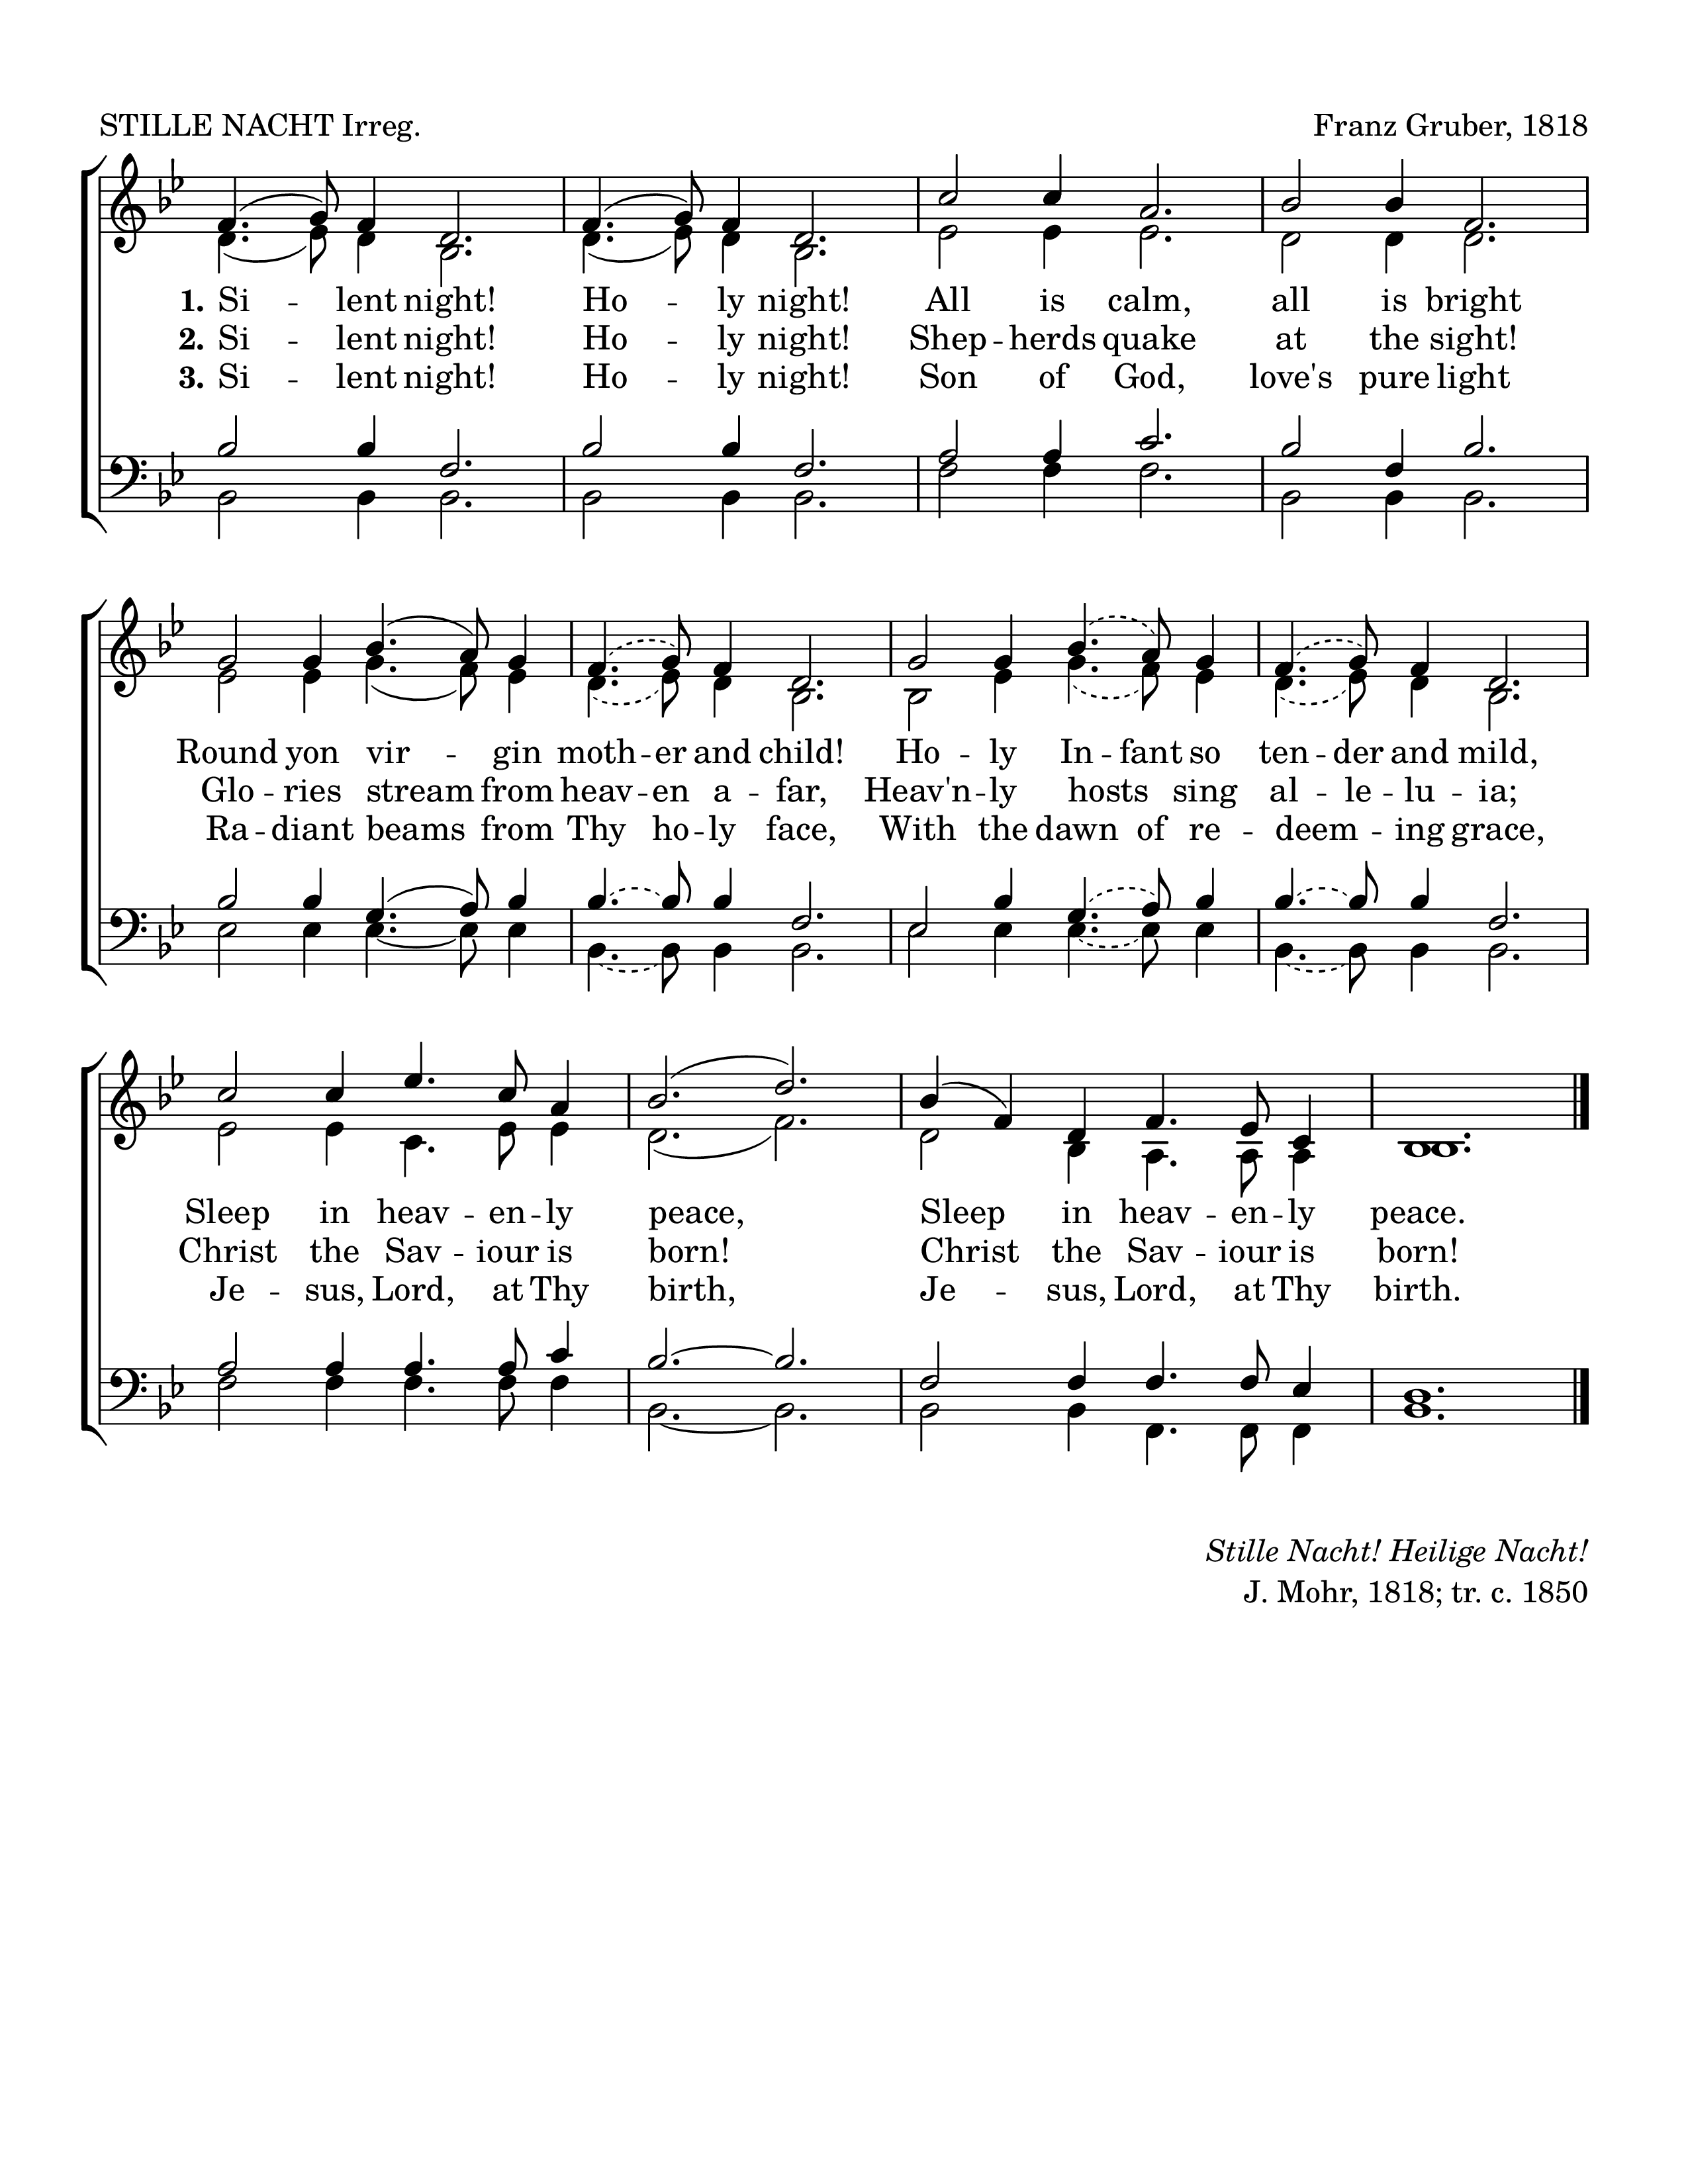 STILLE NACHT Irreg.
Franz Gruber, 1818
1. Si -- lent night! Ho -- ly night! All is calm, all is bright
2. Si -- lent night! Ho -- ly night! Shep -- herds quake at the sight!
3. Si -- lent night! Ho -- ly night! Son of God, love's pure light
Round yon vir -- gin moth -- er and child! Ho -- ly In -- fant so ten -- der and mild,
Glo -- ries stream from heav -- en a -- far, Heav'n -- ly hosts sing al -- le -- lu -- ia;
Ra -- diant beams from Thy ho -- ly face, With the dawn of re -- deem -- ing grace,
Sleep in heav -- en -- ly peace, Sleep in heav -- en -- ly peace.
Christ the Sav -- iour is born! Christ the Sav -- iour is born!
Je -- sus, Lord, at Thy birth, Je -- sus, Lord, at Thy birth.
Stille Nacht! Heilige Nacht!
J. Mohr, 1818; tr. c. 1850